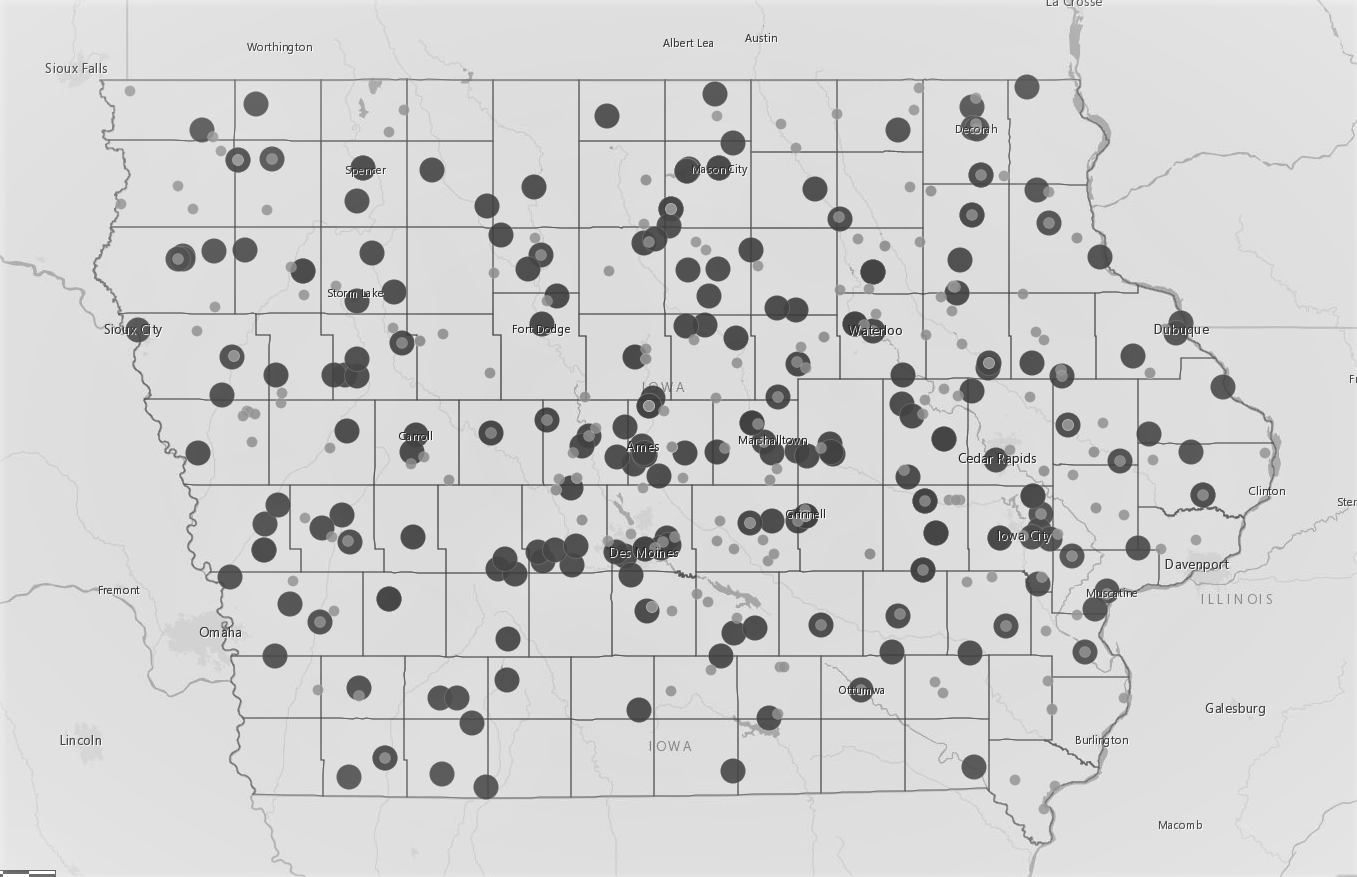 La Crosse
Austin
Albert Lea
Worthington
Sioux Falls
Decorah
Spencer
Mason City
Storm Lake
Sioux City
Fort Dodge
Waterloo
Dubuque
IOWA
Carroll
Ames
Marshalltown
Cedar Rapids
Clinton
Grinnell
Iowa City
Des Moines
Davenport
Fremont
Muscatine
ILLINOIS
Omaha
Ottumwa
Galesburg
Lincoln
IOWA
Burlington
Macomb